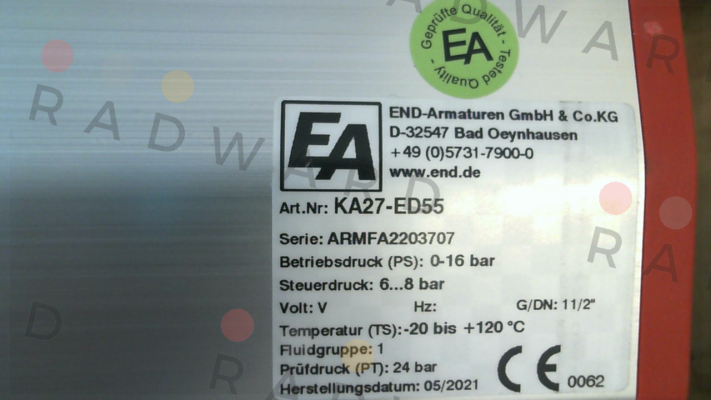 RADWARD
Geprüfte Qualität -
EA
Tested Quality -
EA
END-Armaturen GmbH & Co.KG
D-32547 Bad Oeynhausen
+49 (0)5731-7900-0
www.end.de
RADWARD
Art.Nr: KA27-ED55
Serie: ARMFA2203707
Betriebsdruck (PS): 0-16 bar
Steuerdruck: 6...8 bar
Volt: V Hz: G/DN: 11/2"
Temperatur (TS):-20 bis +120 °C
Fluidgruppe: 1
Prüfdruck (PT): 24 bar
Herstellungsdatum: 05/2021
CE 0062